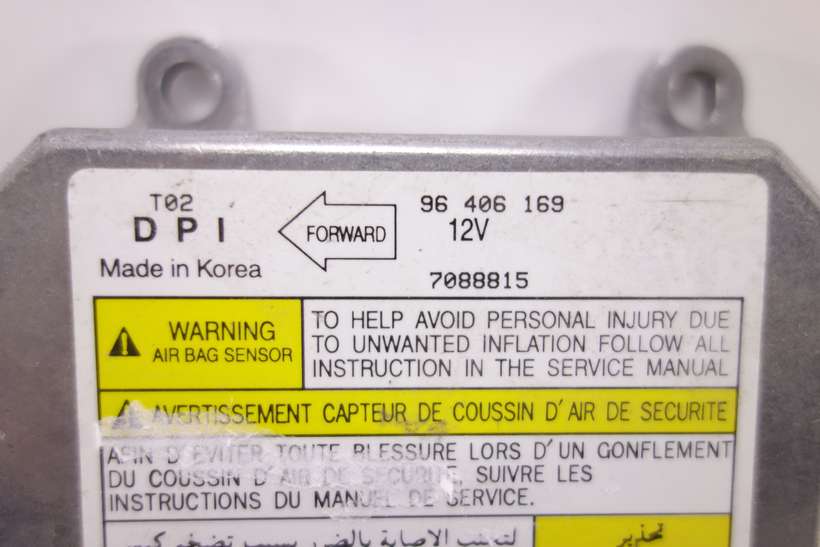 T02
DPI
Made in Korea
FORWARD
96 406 169
12V
7088815
WARNING
AIR BAG SENSOR
TO HELP AVOID PERSONAL INJURY DUE
TO UNWANTED INFLATION FOLLOW ALL
INSTRUCTION IN THE SERVICE MANUAL
AVERTISSEMENT CAPTEUR DE COUSSIN D'AIR DE SECURITE
AFIN D'EVITER TOUTE BLESSURE LORS D'UN GONFLEMENT
DU COUSSIN D'AIR DE SECURITE, SUIVRE LES
INSTRUCTIONS DU MANUEL DE SERVICE.
تحذير